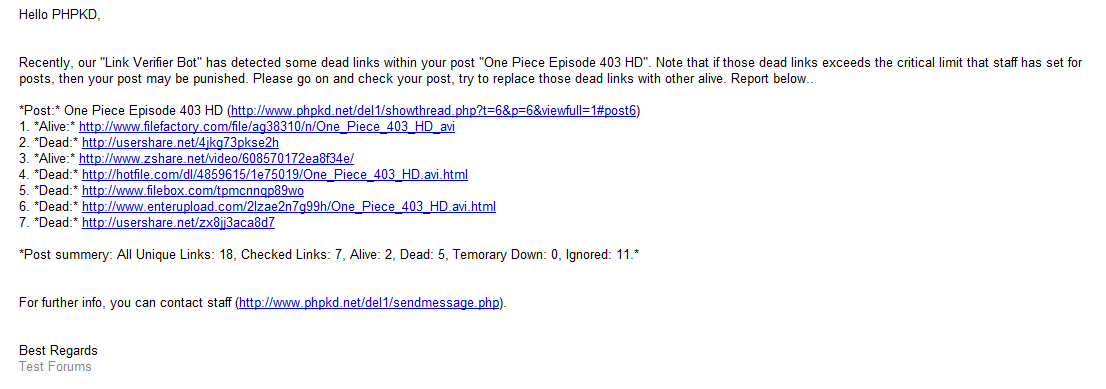 Hello PHPKD,
Recently, our "Link Verifier Bot" has detected some dead links within your post "One Piece Episode 403 HD". Note that if those dead links exceeds the critical limit that staff has set for
posts, then your post may be punished. Please go on and check your post, try to replace those dead links with other alive. Report below..
*Post:* One Piece Episode 403 HD (http://www.phpkd.net/del1/showthread.php?t=6&p=6&viewfull=1#post6)
1. *Alive:* http://www.filefactory.com/file/ag38310/n/One_Piece_403_HD_avi
2. *Dead:* http://usershare.net/4jkg73pkse2h
3. *Alive:* http://www.zshare.net/video/608570172ea8f34e/
4. *Dead:* http://hotfile.com/dl/4859615/1e75019/One_Piece_403_HD.avi.html
5. *Dead:* http://www.filebox.com/tpmcnnqp89wo
6. *Dead:* http://www.enterupload.com/2lzae2n7g99h/One_Piece_403_HD.avi.html
7. *Dead:* http://usershare.net/zx8jj3aca8d7
*Post summery: All Unique Links: 18, Checked Links: 7, Alive: 2, Dead: 5, Temorary Down: 0, Ignored: 11.*
For further info, you can contact staff (http://www.phpkd.net/del1/sendmessage.php).
Best Regards
Test Forums